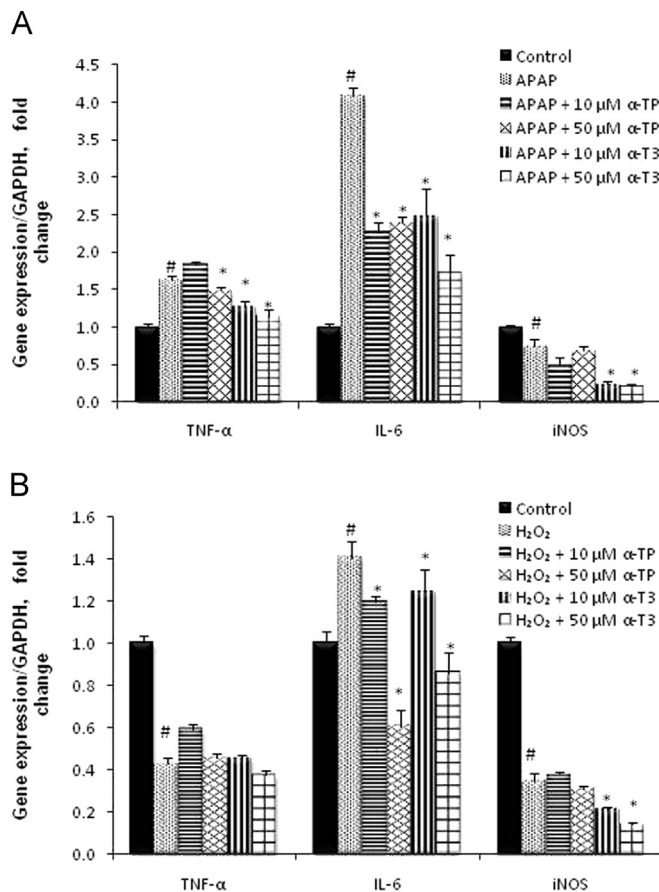 A
Gene expression/GAPDH, fold
change
4.5
4.0
3.5
3.0
2.5
2.0
1.5
1.0
0.5
0.0
#
*
*
*
#
*
*
*
*
#
*
*
TNF-α
IL-6
iNOS
Control
APAP
APAP + 10 µM α-TP
APAP + 50 µM α-TP
APAP + 10 µM α-T3
APAP + 50 µM α-T3
B
Gene expression/GAPDH, fold
change
1.6
1.4
1.2
1.0
0.8
0.6
0.4
0.2
0.0
#
#
*
*
*
*
#
*
*
TNF-α
IL-6
iNOS
Control
H₂O₂
H₂O₂ + 10 µM α-TP
H₂O₂ + 50 µM α-TP
H₂O₂ + 10 µM α-T3
H₂O₂ + 50 µM α-T3